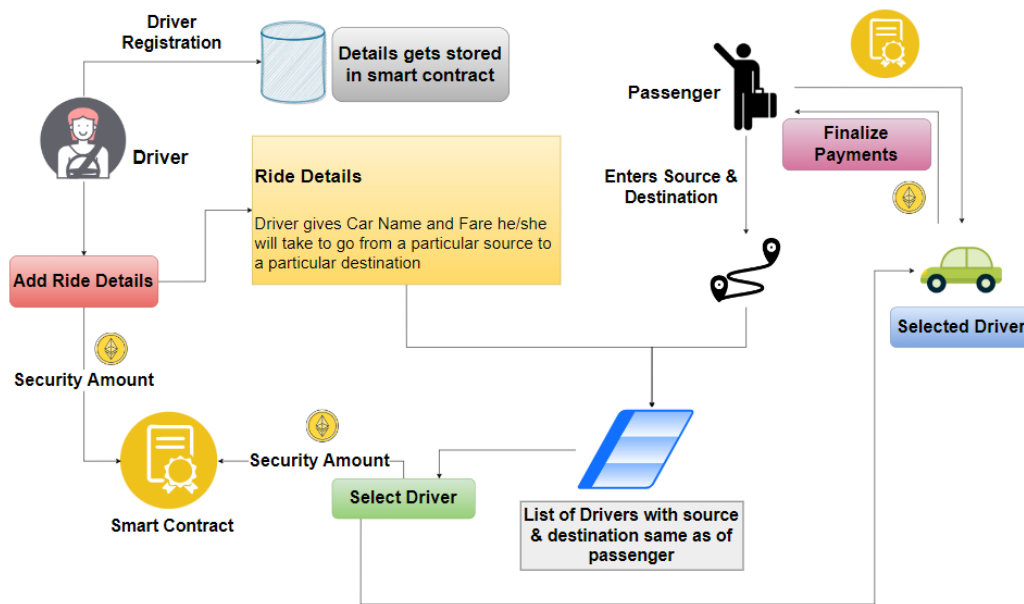 Driver
Registration
Details gets stored
in smart contract
Passenger
Finalize
Payments
Driver
Ride Details
Driver gives Car Name and Fare he/she
will take to go from a particular source to
a particular destination
Enters Source &
Destination
Add Ride Details
Selected Driver
Security Amount
Security Amount
Select Driver
Smart Contract
List of Drivers with source
& destination same as of
passenger